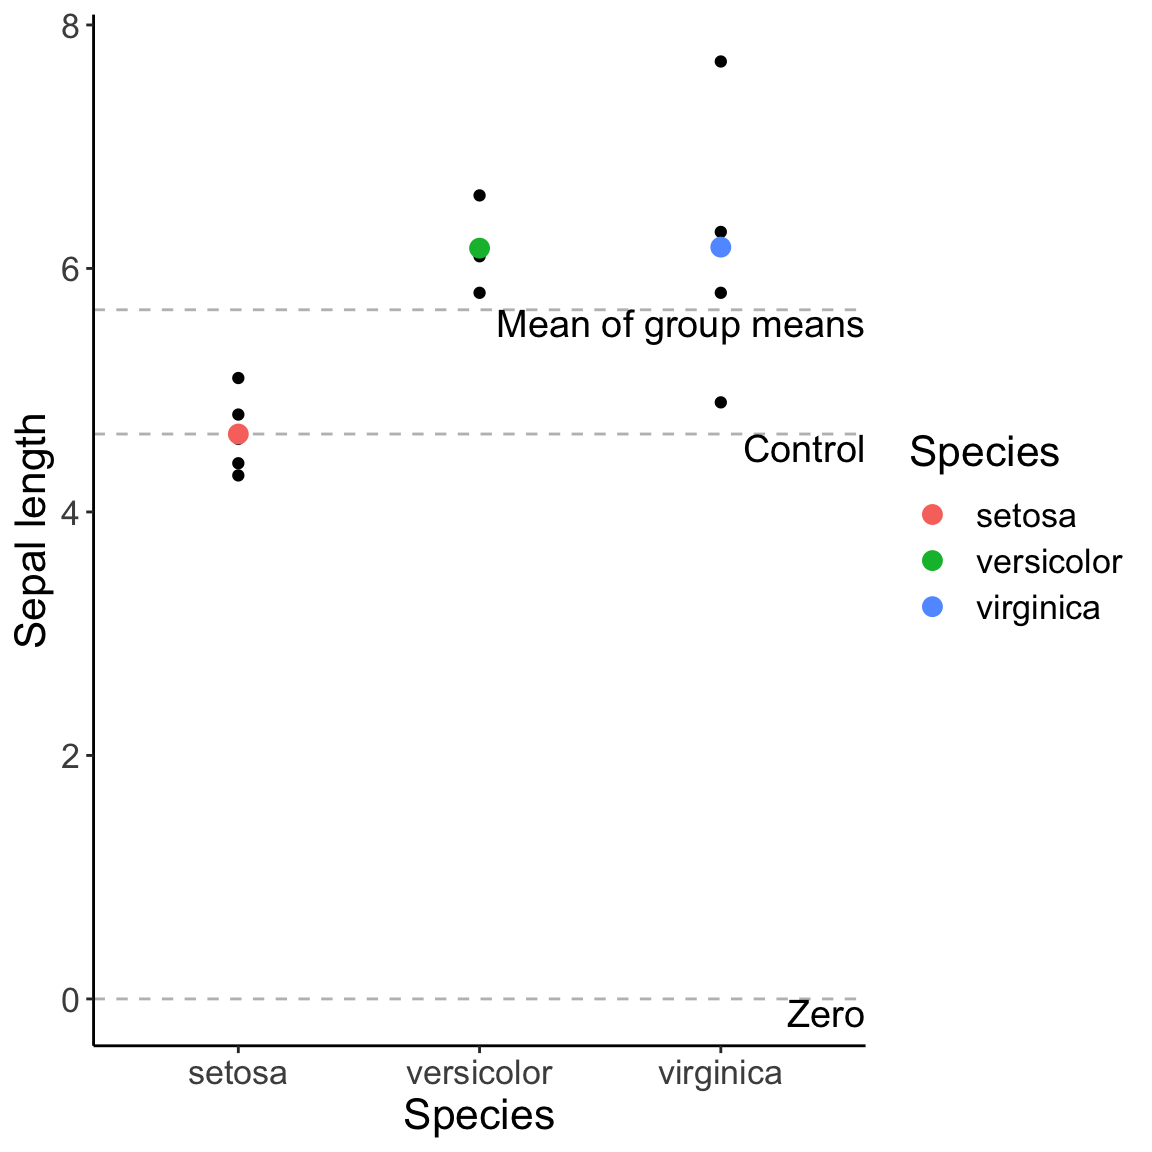 8
6
4
2
0
Sepal length
Mean of group means
Control
Zero
setosa versicolor virginica
Species
Species
setosa
versicolor
virginica